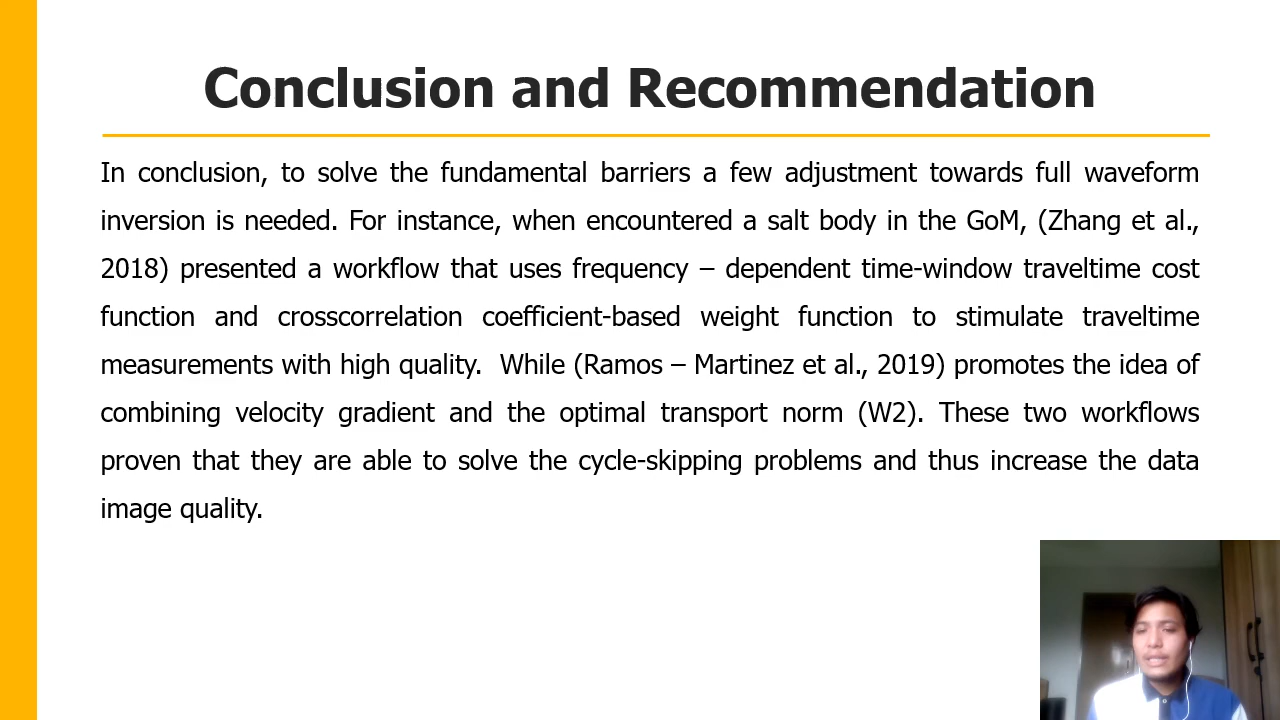 Conclusion and Recommendation
In conclusion, to solve the fundamental barriers a few adjustment towards full waveform
inversion is needed. For instance, when encountered a salt body in the GoM, (Zhang et al.,
2018) presented a workflow that uses frequency – dependent time-window traveltime cost
function and crosscorrelation coefficient-based weight function to stimulate traveltime
measurements with high quality.  While (Ramos – Martinez et al., 2019) promotes the idea of
combining velocity gradient and the optimal transport norm (W2). These two workflows
proven that they are able to solve the cycle-skipping problems and thus increase the data
image quality.